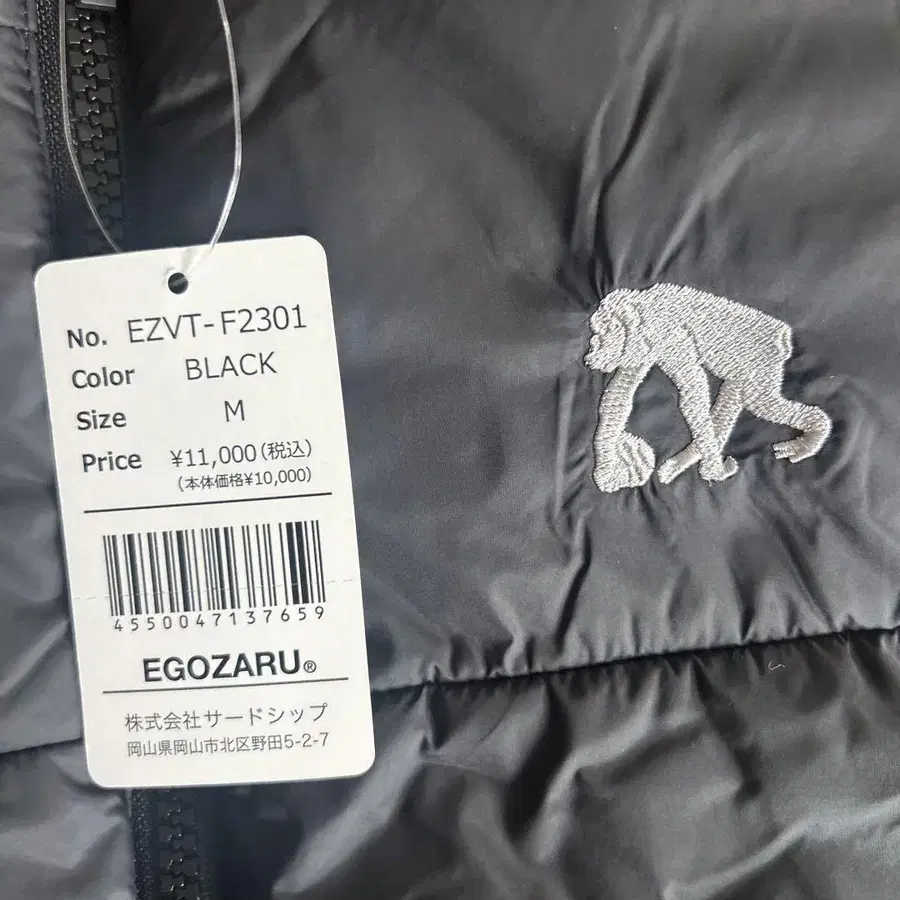 No. EZVT-F2301
Color BLACK
Size M
Price ¥11,000(税込)
(本体価格¥10,000)
4550047137659
EGOZARU®
株式会社サードシップ
岡山県岡山市北区野田5-2-7